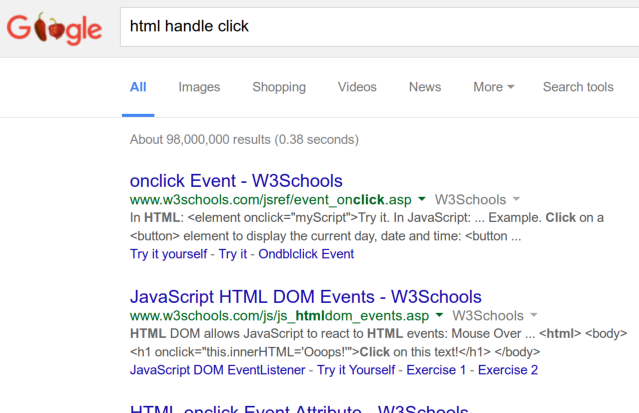 Google
html handle click
All Images Shopping Videos News More Search tools
About 98,000,000 results (0.38 seconds)
onclick Event - W3Schools
www.w3schools.com/jsref/event_onclick.asp W3Schools
In HTML: <element onclick="myScript">Try it. In JavaScript: ... Example. Click on a
<button> element to display the current day, date and time: <button ...
Try it yourself - Try it - Ondblclick Event
JavaScript HTML DOM Events - W3Schools
www.w3schools.com/js/js_htmldom_events.asp W3Schools
HTML DOM allows JavaScript to react to HTML events: Mouse Over ... <html> <body>
<h1 onclick="this.innerHTML='Ooops!'">Click on this text!</h1> </body>
JavaScript DOM EventListener - Try it Yourself - Exercise 1 - Exercise 2
HTML onclick Event Attribute - W3Schools